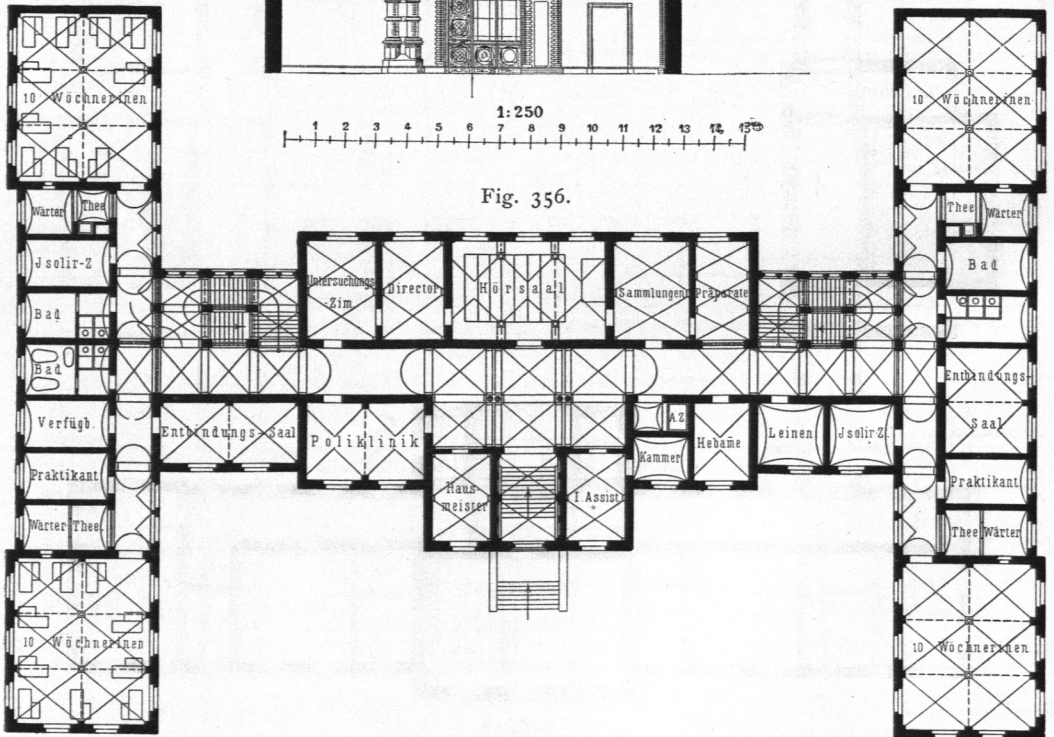 1:250
1 2 3 4 5 6 7 8 9 10 11 12 13 14 15
Fig. 356.
10 Wöchnerinen
10 Wöchnerinen
Wärter
Thee
Thee
Wärter
Jsolir-Z
Bad
Untersuchungs
-Zim.
Director
Hörsaal
Sammlungen
Präparate
Bad
Bad
Entbindungs-
Saal
Verfügb.
Entbindungs-Saal
Poliklinik
A.Z.
Kammer
Hebame
Leinen
Jsolir-Z.
Praktikant
Haus
meister
I. Assist.
Praktikant
Wärter
Thee.
Thee
Wärter
10 Wöchnerinen
10 Wöchnerinen